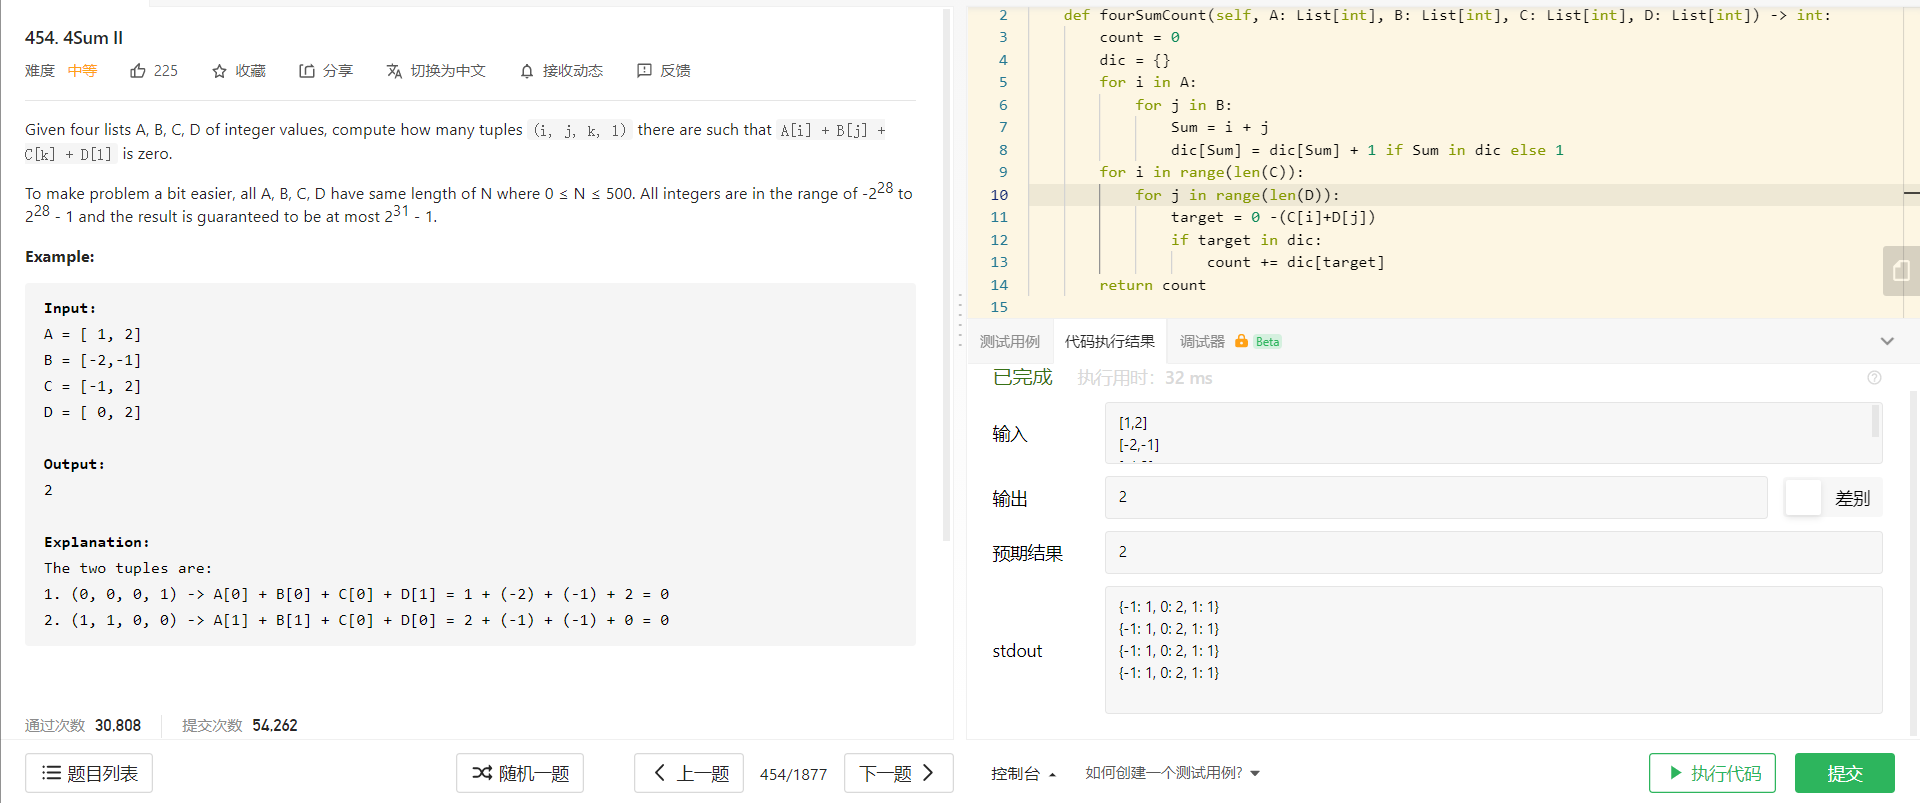 454. 4Sum II
难度 中等 225 收藏 分享 切换为中文 接收动态 反馈
Given four lists A, B, C, D of integer values, compute how many tuples (i, j, k, l) there are such that A[i] + B[j] +
C[k] + D[l] is zero.
To make problem a bit easier, all A, B, C, D have same length of N where 0 ≤ N ≤ 500. All integers are in the range of -2^28 to
2^28 - 1 and the result is guaranteed to be at most 2^31 - 1.
Example:
Input:
A = [ 1, 2]
B = [-2,-1]
C = [-1, 2]
D = [ 0, 2]
Output:
2
Explanation:
The two tuples are:
1. (0, 0, 0, 1) -> A[0] + B[0] + C[0] + D[1] = 1 + (-2) + (-1) + 2 = 0
2. (1, 1, 0, 0) -> A[1] + B[1] + C[0] + D[0] = 2 + (-1) + (-1) + 0 = 0
通过次数 30,808 提交次数 54,262
题目列表 随机一题 上一题 454/1877 下一题
2 def fourSumCount(self, A: List[int], B: List[int], C: List[int], D: List[int]) -> int:
3 count = 0
4 dic = {}
5 for i in A:
6 for j in B:
7 Sum = i + j
8 dic[Sum] = dic[Sum] + 1 if Sum in dic else 1
9 for i in range(len(C)):
10 for j in range(len(D)):
11 target = 0 -(C[i]+D[j])
12 if target in dic:
13 count += dic[target]
14 return count
15
测试用例 代码执行结果 调试器 Beta
已完成 执行用时: 32 ms
输入
[1,2]
[-2,-1]
输出 2 差别
预期结果 2
stdout
{-1: 1, 0: 2, 1: 1}
{-1: 1, 0: 2, 1: 1}
{-1: 1, 0: 2, 1: 1}
{-1: 1, 0: 2, 1: 1}
控制台 如何创建一个测试用例? 执行代码 提交